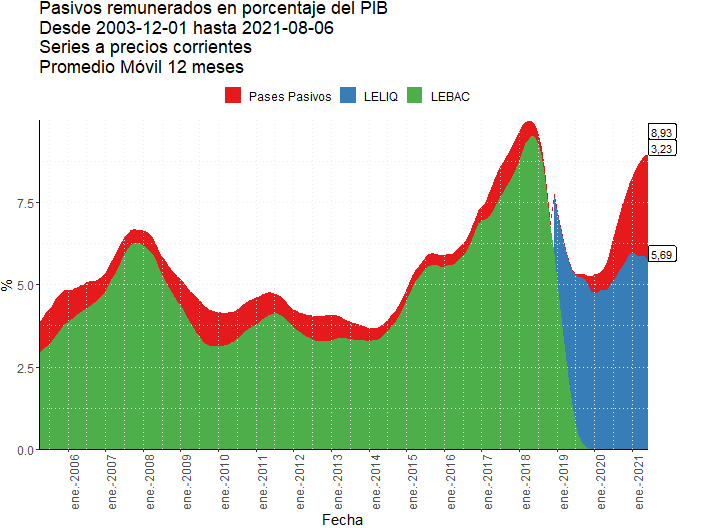 Pasivos remunerados en porcentaje del PIB
Desde 2003-12-01 hasta 2021-08-06
Series a precios corrientes
Promedio Móvil 12 meses
Pases Pasivos LELIQ LEBAC
8,93
3,23
7.5
5,69
5.0
%
2.5
0.0
ene.-2006
ene.-2007
ene.-2008
ene.-2009
ene.-2010
ene.-2011
ene.-2012
ene.-2013
ene.-2014
ene.-2015
ene.-2016
ene.-2017
ene.-2018
ene.-2019
ene.-2020
ene.-2021
Fecha